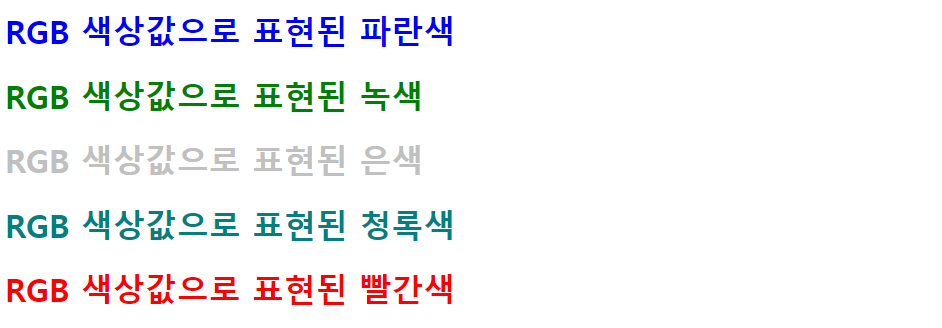 RGB 색상값으로 표현된 파란색
RGB 색상값으로 표현된 녹색
RGB 색상값으로 표현된 은색
RGB 색상값으로 표현된 청록색
RGB 색상값으로 표현된 빨간색